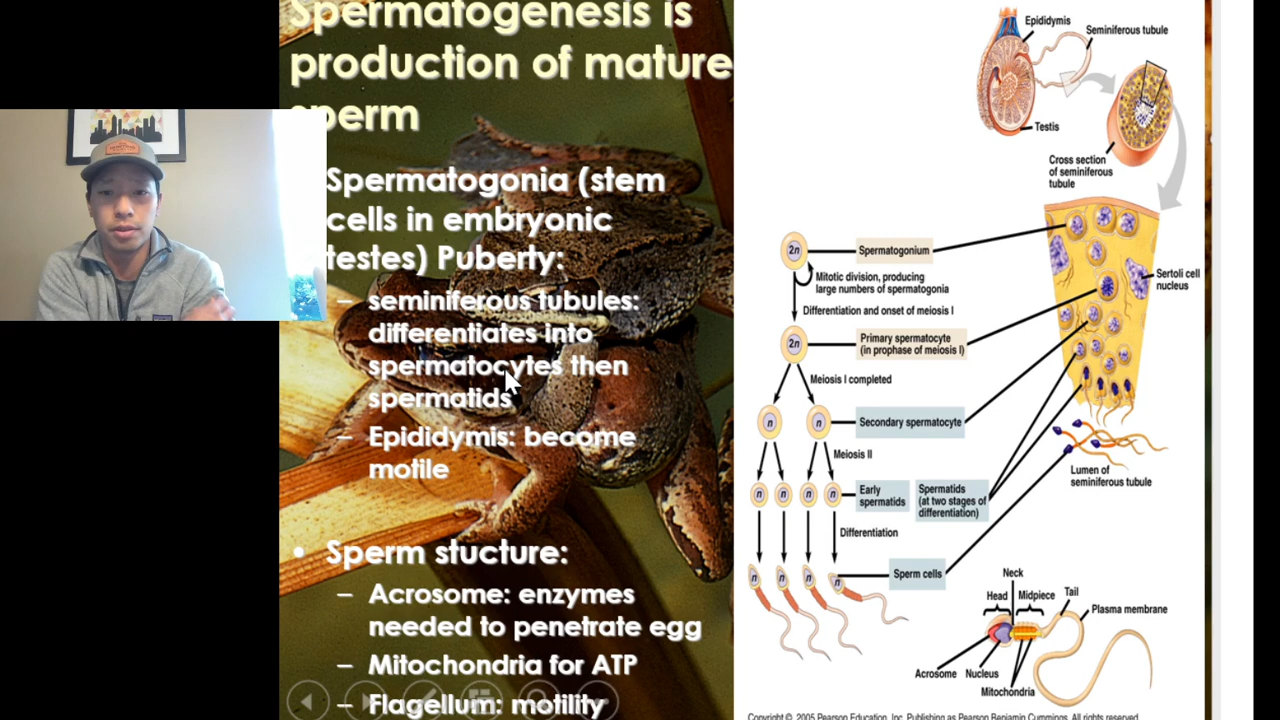 Spermatogenesis is
production of mature
sperm
Spermatogonia (stem
cells in embryonic
testes) Puberty:
– seminiferous tubules:
differentiates into
spermatocytes then
spermatids
– Epididymis: become
motile
• Sperm stucture:
– Acrosome: enzymes
needed to penetrate egg
– Mitochondria for ATP
– Flagellum: motility
Epididymis
Seminiferous tubule
Testis
Cross section
of seminiferous
tubule
2n
Spermatogonium
Mitotic division, producing
large numbers of spermatogonia
Sertoli cell
nucleus
Differentiation and onset of meiosis I
2n
Primary spermatocyte
(in prophase of meiosis I)
Meiosis I completed
n n
Secondary spermatocyte
Meiosis II
Lumen of
seminiferous tubule
n n n n
Early
spermatids
Spermatids
(at two stages of
differentiation)
Differentiation
n n n n
Sperm cells
Neck
Head Midpiece
Tail
Plasma membrane
Acrosome Nucleus
Mitochondria
Copyright ©, 2005 Pearson Education, Inc. Publishing as Pearson Benjamin Cummings. All rights reserved.